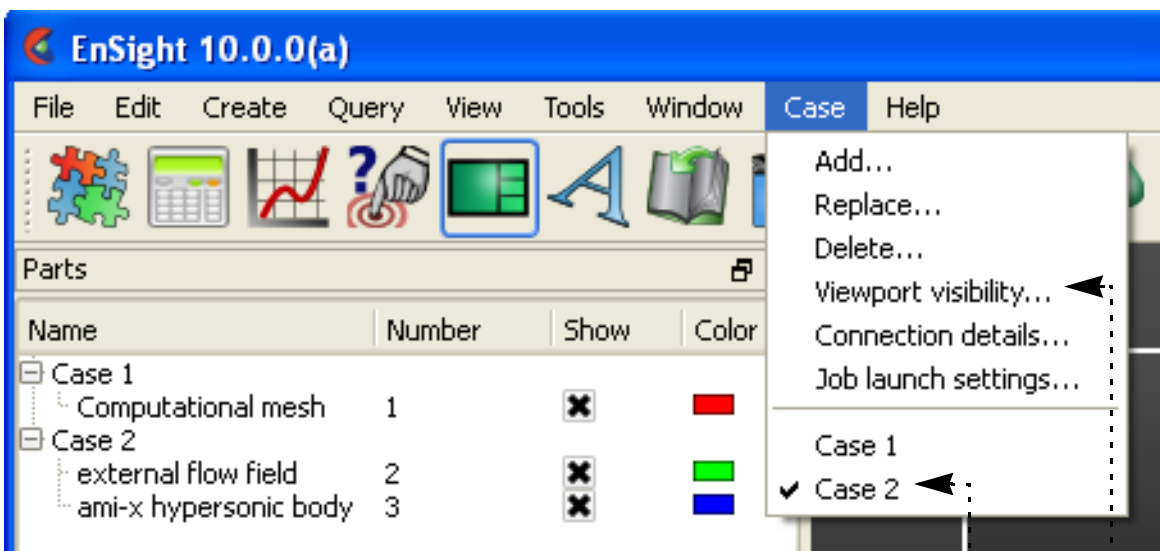 EnSight 10.0.0(a)
File Edit Create Query View Tools Window Case Help
Add...
Replace...
Delete...
Viewport visibility...
Connection details...
Job launch settings...
Case 1
Case 2
Parts
Name Number Show Color
Case 1
Computational mesh 1
Case 2
external flow field 2
ami-x hypersonic body 3